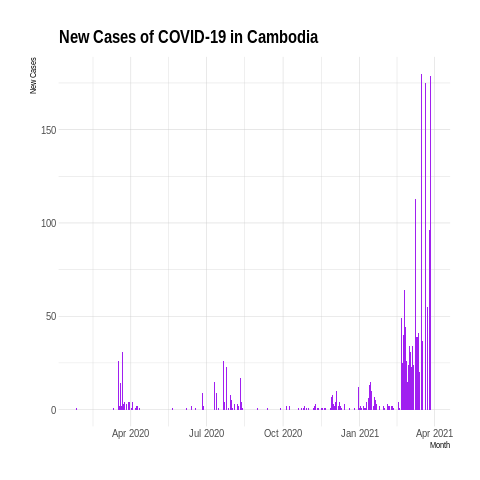 New Cases of COVID-19 in Cambodia
New Cases
150
100
50
0
Apr 2020 Jul 2020 Oct 2020 Jan 2021 Apr 2021
Month